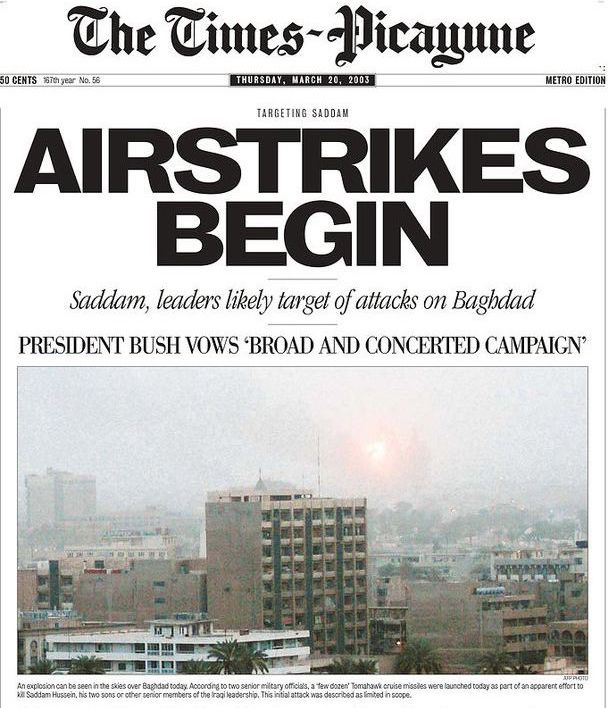 The Times-Picayune
50 CENTS 167th year No. 56
THURSDAY, MARCH 20, 2003
METRO EDITION
TARGETING SADDAM
AIRSTRIKES
BEGIN
Saddam, leaders likely target of attacks on Baghdad
PRESIDENT BUSH VOWS ‘BROAD AND CONCERTED CAMPAIGN’
PHOTO
An explosion can be seen in the skies over Baghdad today. According to two senior military officials, a ‘few dozen’ Tomahawk cruise missiles were launched today as part of an apparent effort to
kill Saddam Hussein, his two sons or other senior members of the Iraqi leadership. This initial attack was described as limited in scope.